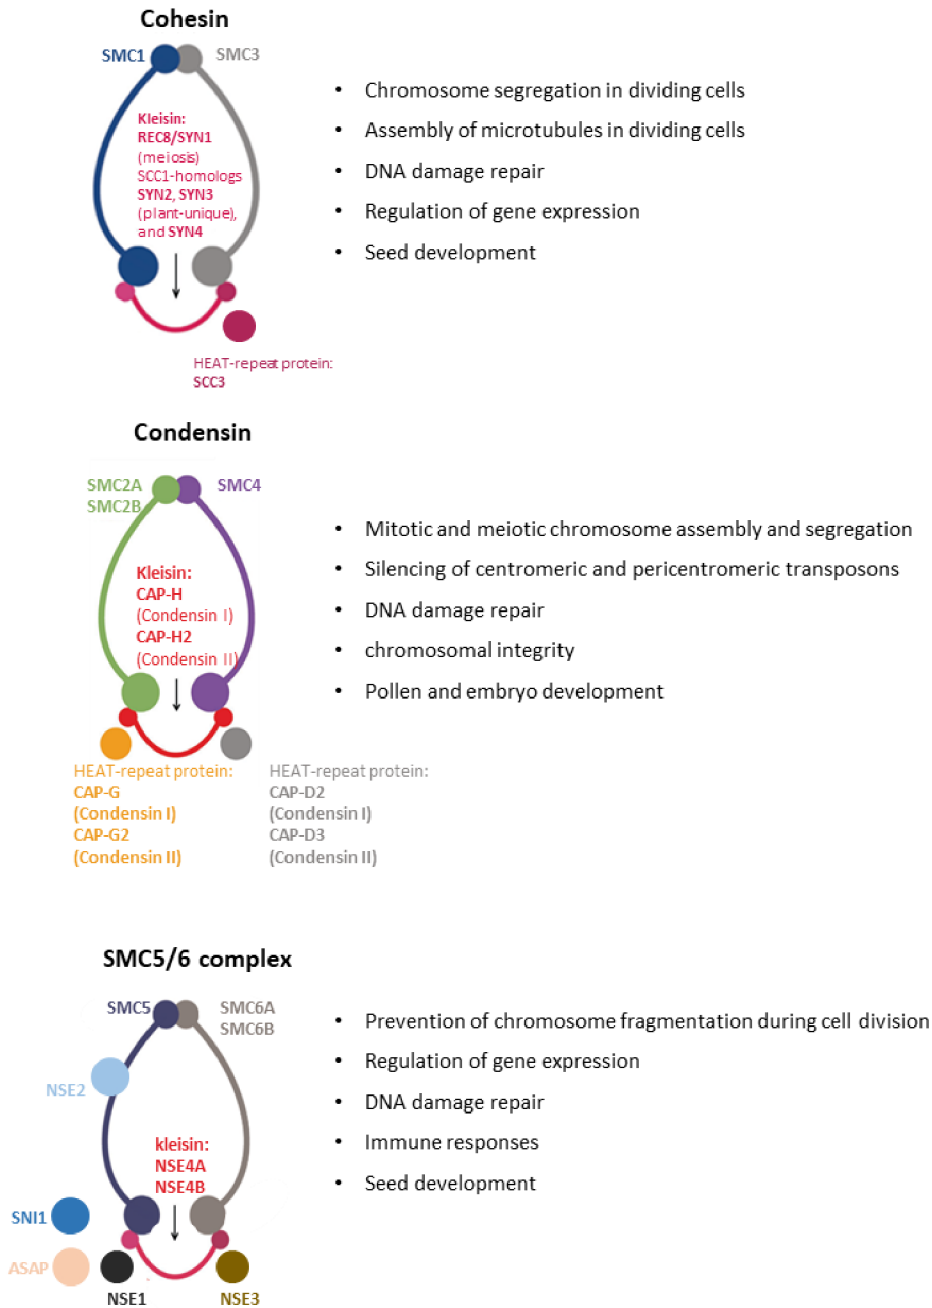 Cohesin
SMC1
SMC3
Kleisin:
REC8/SYN1
(meiosis)
SCC1-homologs
SYN2, SYN3
(plant-unique),
and SYN4
HEAT-repeat protein:
SCC3
• Chromosome segregation in dividing cells
• Assembly of microtubules in dividing cells
• DNA damage repair
• Regulation of gene expression
• Seed development
Condensin
SMC2A
SMC2B
SMC4
Kleisin:
CAP-H
(Condensin I)
CAP-H2
(Condensin II)
HEAT-repeat protein:
CAP-G
(Condensin I)
CAP-G2
(Condensin II)
HEAT-repeat protein:
CAP-D2
(Condensin I)
CAP-D3
(Condensin II)
• Mitotic and meiotic chromosome assembly and segregation
• Silencing of centromeric and pericentromeric transposons
• DNA damage repair
• chromosomal integrity
• Pollen and embryo development
SMC5/6 complex
SMC5
SMC6A
SMC6B
NSE2
kleisin:
NSE4A
NSE4B
SNI1
ASAP
NSE1
NSE3
• Prevention of chromosome fragmentation during cell division
• Regulation of gene expression
• DNA damage repair
• Immune responses
• Seed development